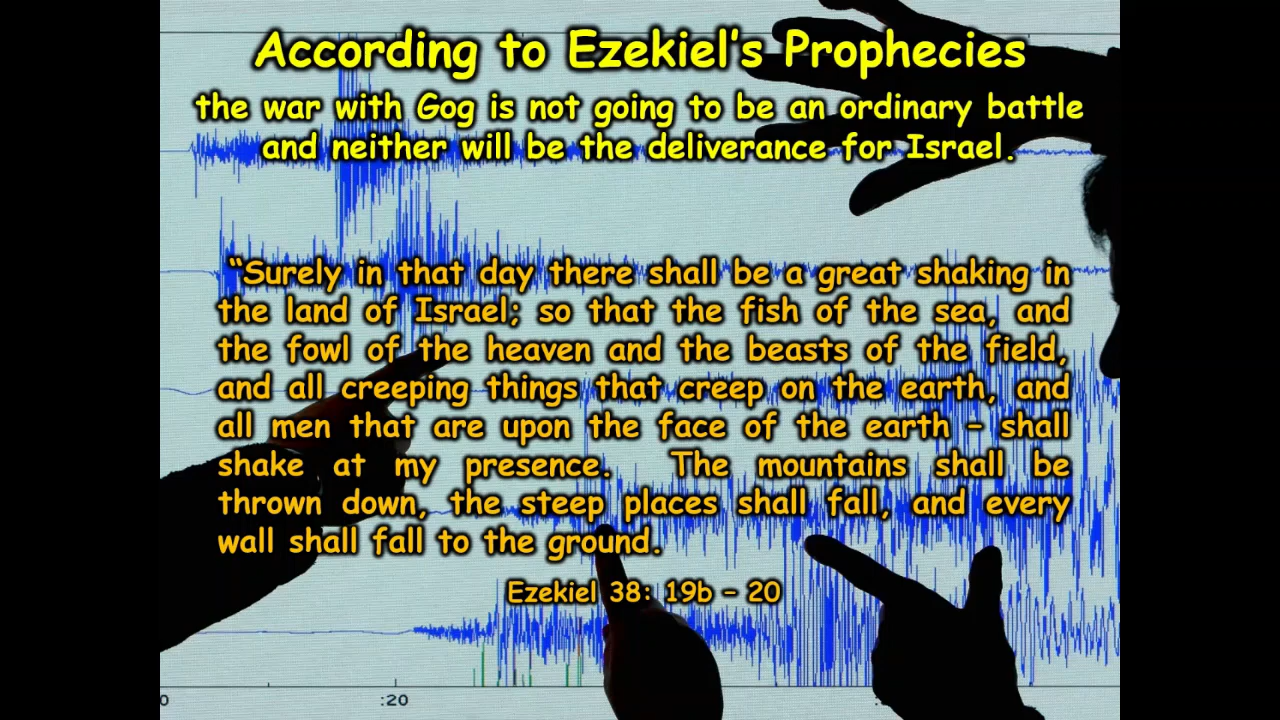 According to Ezekiel's Prophecies
the war with Gog is not going to be an ordinary battle
and neither will be the deliverance for Israel.
“Surely in that day there shall be a great shaking in
the land of Israel; so that the fish of the sea, and
the fowl of the heaven and the beasts of the field,
and all creeping things that creep on the earth, and
all men that are upon the face of the earth – shall
shake at my presence. The mountains shall be
thrown down, the steep places shall fall, and every
wall shall fall to the ground.
Ezekiel 38: 19b – 20
0 :20